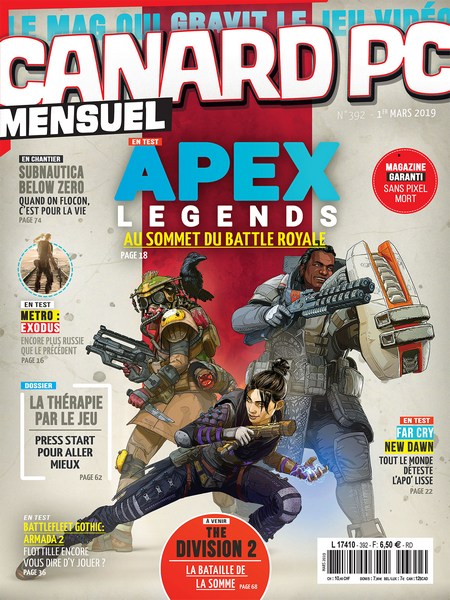 LE MAG QUI GRAVIT LE JEU VIDÉO
CANARD PC
MENSUEL
N°392 - 1ER MARS 2019
EN TEST
APEX
LEGENDS
AU SOMMET DU BATTLE ROYALE
PAGE 18
MAGAZINE
GARANTI
SANS PIXEL
MORT
EN CHANTIER
SUBNAUTICA
BELOW ZERO
QUAND ON FLOCON,
C'EST POUR LA VIE
PAGE 74
EN TEST
METRO :
EXODUS
ENCORE PLUS RUSSIE
QUE LE PRÉCÉDENT
PAGE 16
DOSSIER
LA THÉRAPIE
PAR LE JEU
PRESS START
POUR ALLER
MIEUX
PAGE 62
EN TEST
FAR CRY
NEW DAWN
TOUT LE MONDE
DÉTESTE
L'APO' LISSE
PAGE 22
EN TEST
BATTLEFLEET GOTHIC:
ARMADA 2
FLOTTILLE ENCORE
VOUS DIRE D'Y JOUER ?
PAGE 36
À VENIR
THE
DIVISION 2
LA BATAILLE DE
LA SOMME
PAGE 68
L 17410 - 392 - F: 6,50 € - RD